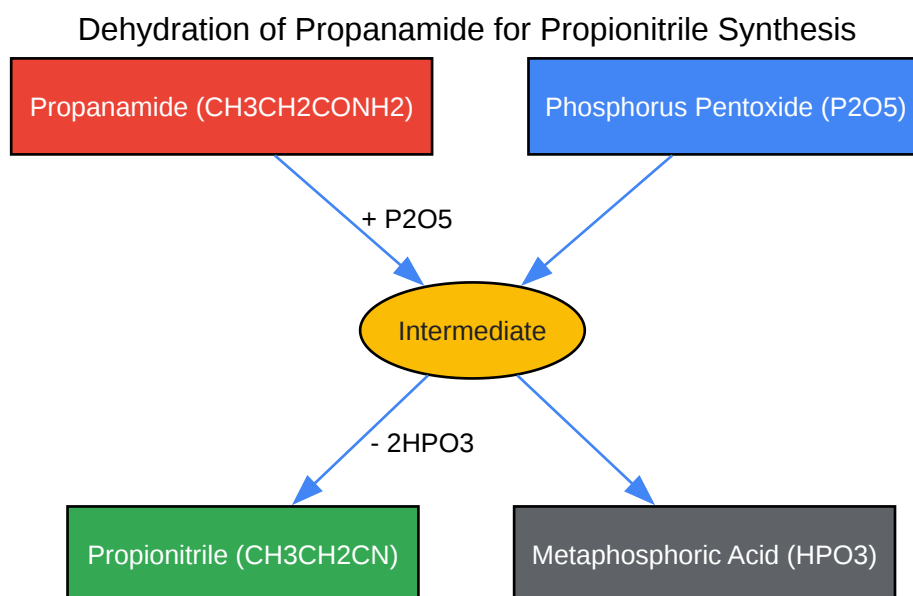 Dehydration of Propanamide for Propionitrile Synthesis
Propanamide (CH3CH2CONH2)
Phosphorus Pentoxide (P2O5)
+ P2O5
Intermediate
- 2HPO3
Propionitrile (CH3CH2CN)
Metaphosphoric Acid (HPO3)